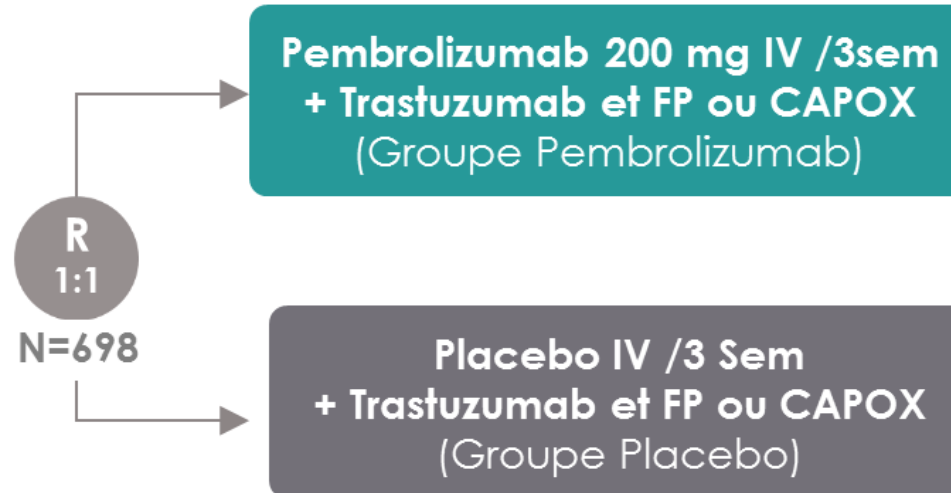 Pembrolizumab 200 mg IV /3sem
+ Trastuzumab et FP ou CAPOX
(Groupe Pembrolizumab)
R
1:1
N=698
Placebo IV /3 Sem
+ Trastuzumab et FP ou CAPOX
(Groupe Placebo)